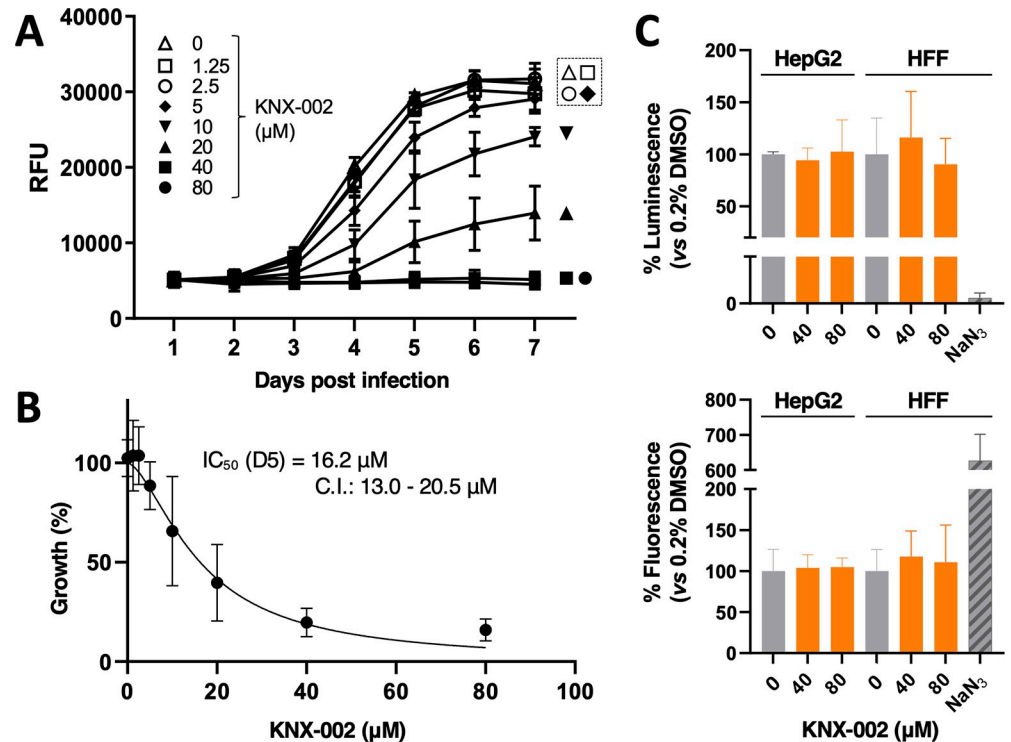 A
40000
30000
20000
10000
0
RFU
0
1.25
2.5
5
10
20
40
80
KNX-002
(µM)
1 2 3 4 5 6 7
Days post infection
B
100
50
0
Growth (%)
IC50 (D5) = 16.2 µM
C.I.: 13.0 - 20.5 µM
0 20 40 60 80 100
KNX-002 (µM)
C
HepG2 HFF
200
150
100
50
0
% Luminescence
(vs 0.2% DMSO)
0 40 80 0 40 80 NaN3
HepG2 HFF
800
700
600
200
150
100
50
0
% Fluorescence
(vs 0.2% DMSO)
0 40 80 0 40 80 NaN3
KNX-002 (µM)